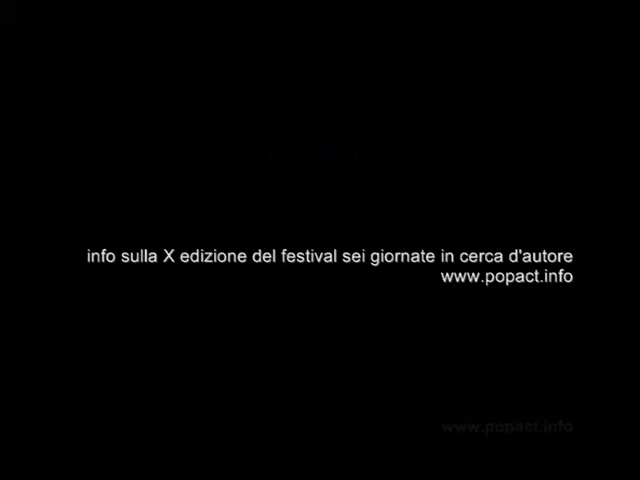 info sulla X edizione del festival sei giornate in cerca d'autore
www.popact.info
www.popact.info